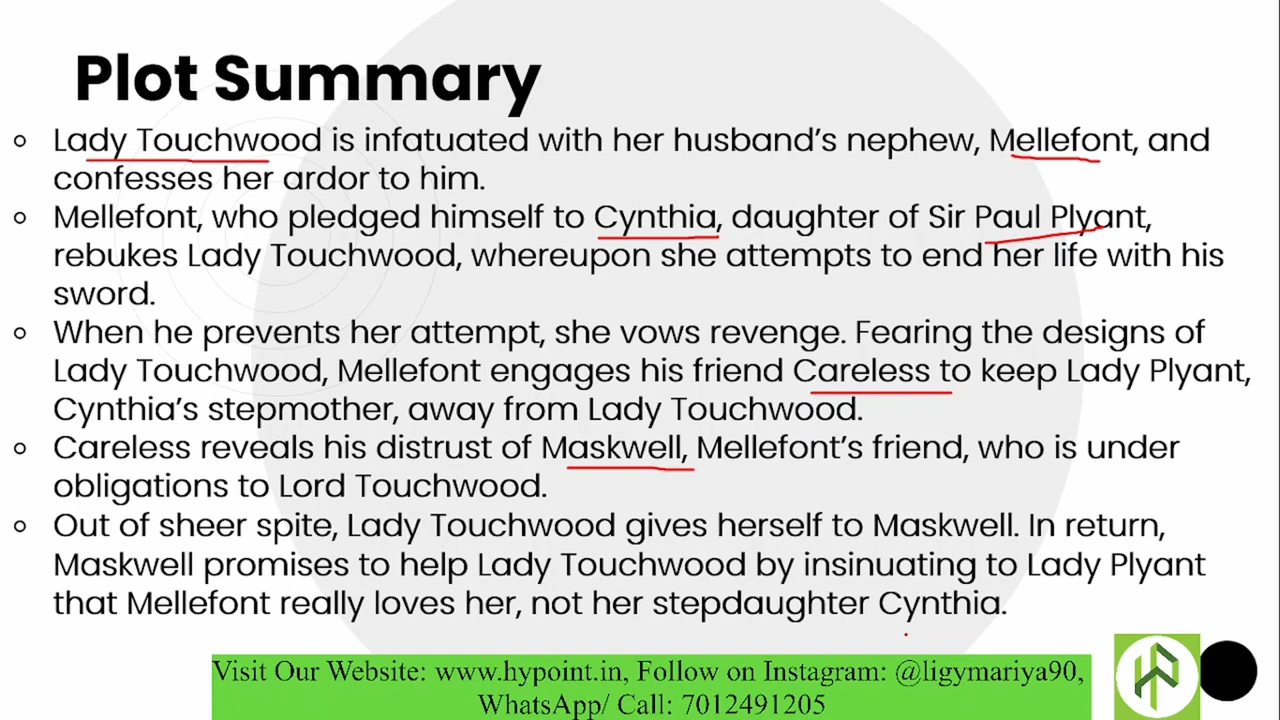 Plot Summary
Lady Touchwood is infatuated with her husband's nephew, Mellefont, and
confesses her ardor to him.
Mellefont, who pledged himself to Cynthia, daughter of Sir Paul Plyant,
rebukes Lady Touchwood, whereupon she attempts to end her life with his
sword.
When he prevents her attempt, she vows revenge. Fearing the designs of
Lady Touchwood, Mellefont engages his friend Careless to keep Lady Plyant,
Cynthia's stepmother, away from Lady Touchwood.
Careless reveals his distrust of Maskwell, Mellefont's friend, who is under
obligations to Lord Touchwood.
Out of sheer spite, Lady Touchwood gives herself to Maskwell. In return,
Maskwell promises to help Lady Touchwood by insinuating to Lady Plyant
that Mellefont really loves her, not her stepdaughter Cynthia.
Visit Our Website: www.hypoint.in, Follow on Instagram: @ligymariya90,
WhatsApp/ Call: 7012491205